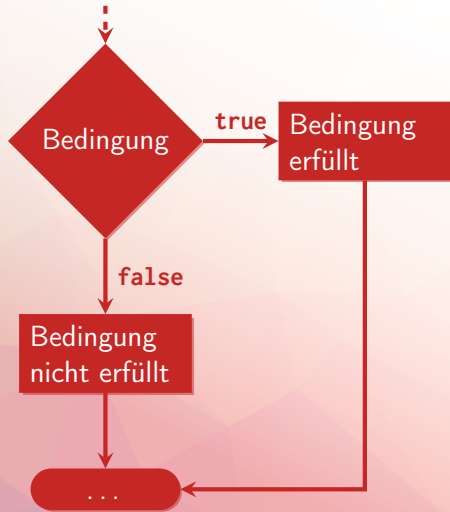 Bedingung
true
Bedingung
erfüllt
false
Bedingung
nicht erfüllt
...